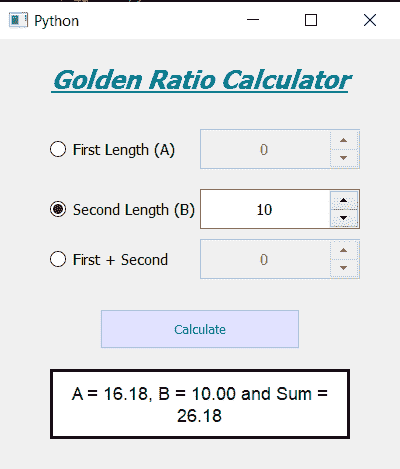 Python
Golden Ratio Calculator
First Length (A) 0
Second Length (B) 10
First + Second 0
Calculate
A = 16.18, B = 10.00 and Sum =
26.18